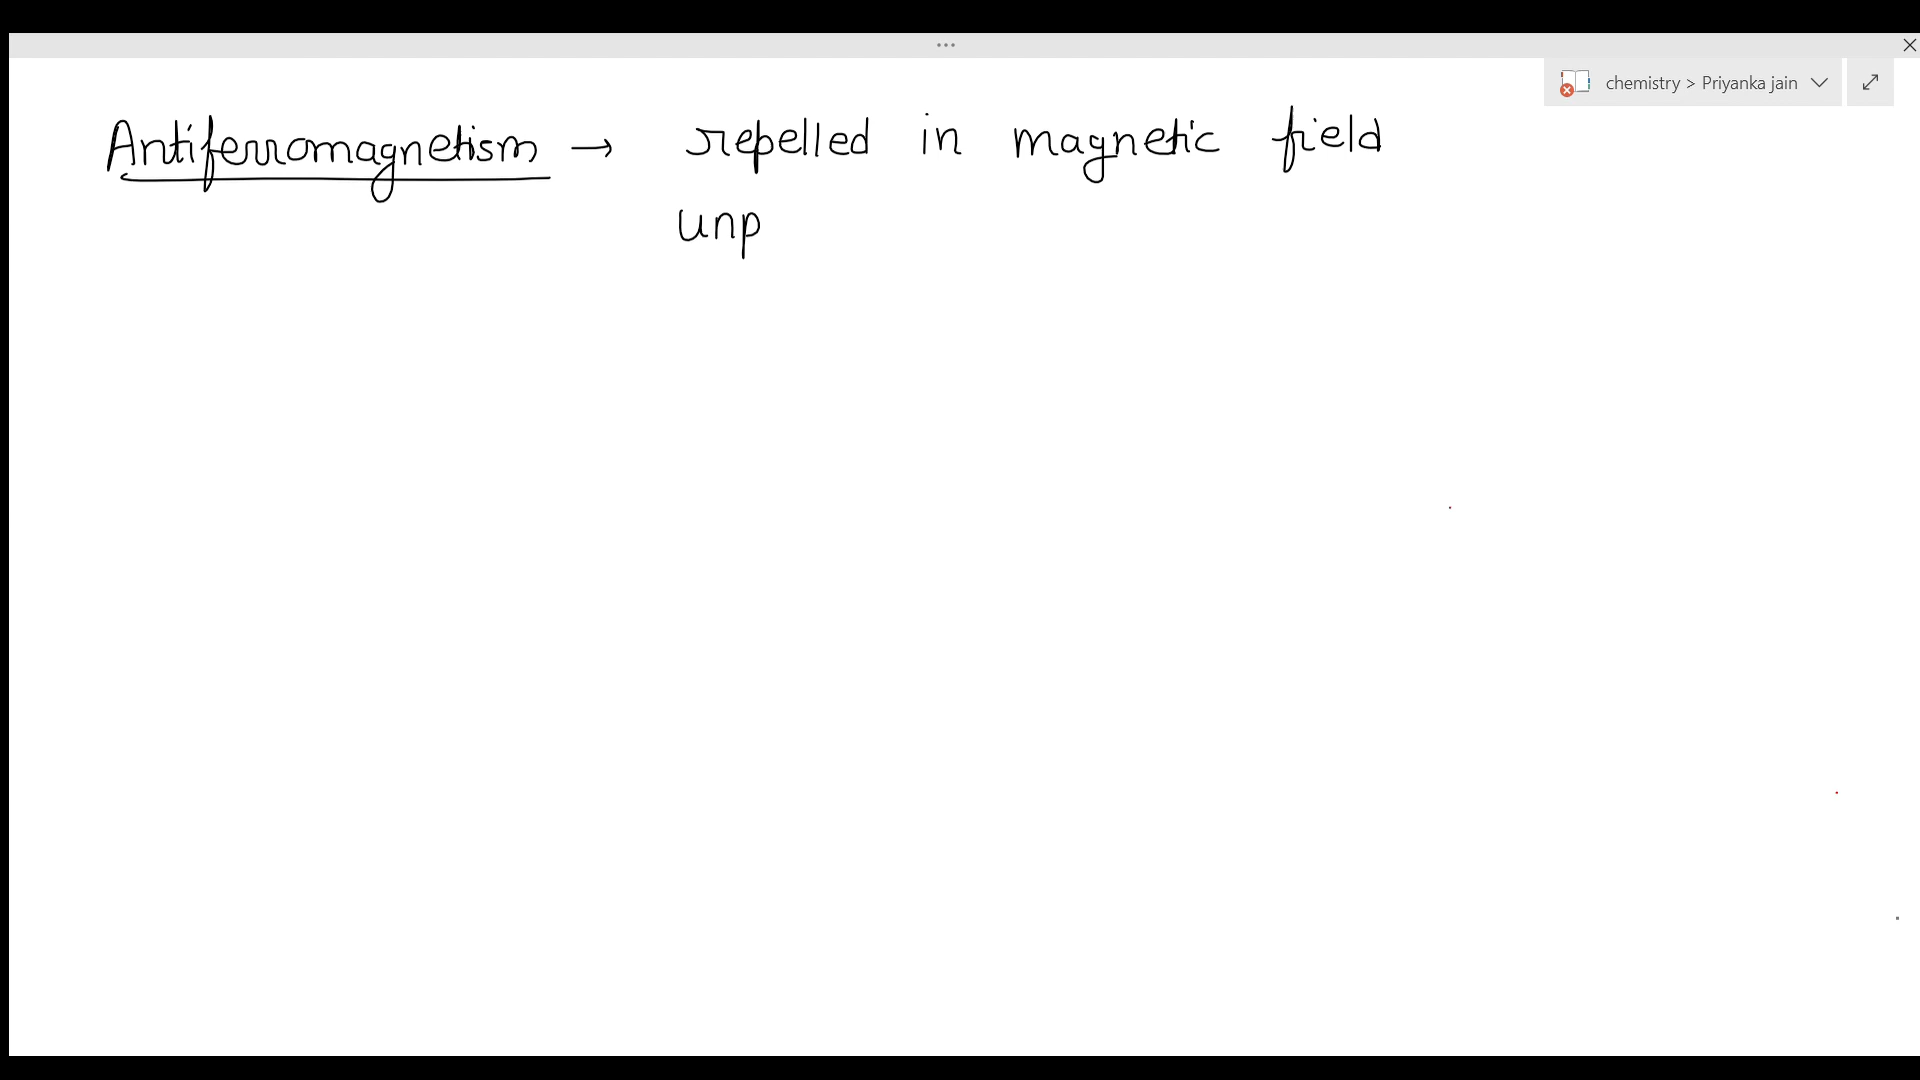 chemistry > Priyanka jain
Antiferromagnetism → repelled in magnetic field
unp